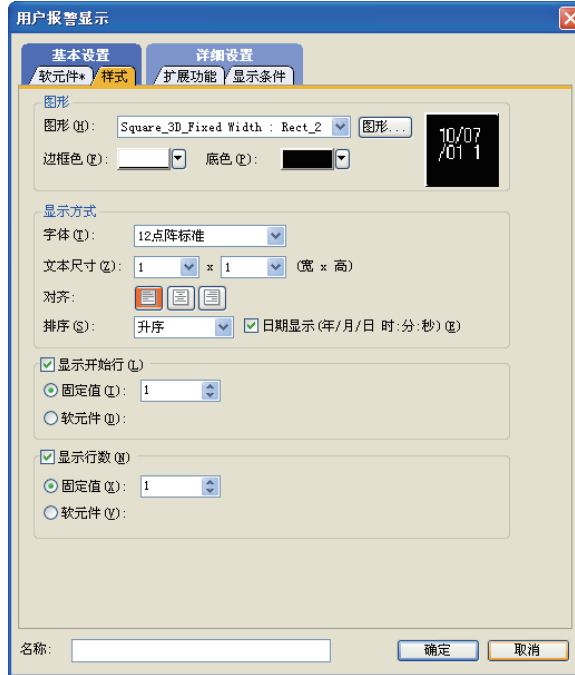 用户报警显示
基本设置 详细设置
软元件* 样式 扩展功能 显示条件
图形
图形(H): Square_3D_Fixed Width : Rect_2 图形...
10/07
/01 1
边框色(F): 底色(P):
显示方式
字体(T): 12点阵标准
文本尺寸(Z): 1 x 1 (宽 x 高)
对齐:
排序(S): 升序 日期显示(年/月/日 时:分:秒)(E)
显示开始行(L)
固定值(I): 1
软元件(D):
显示行数(N)
固定值(X): 1
软元件(V):
名称: 确定 取消